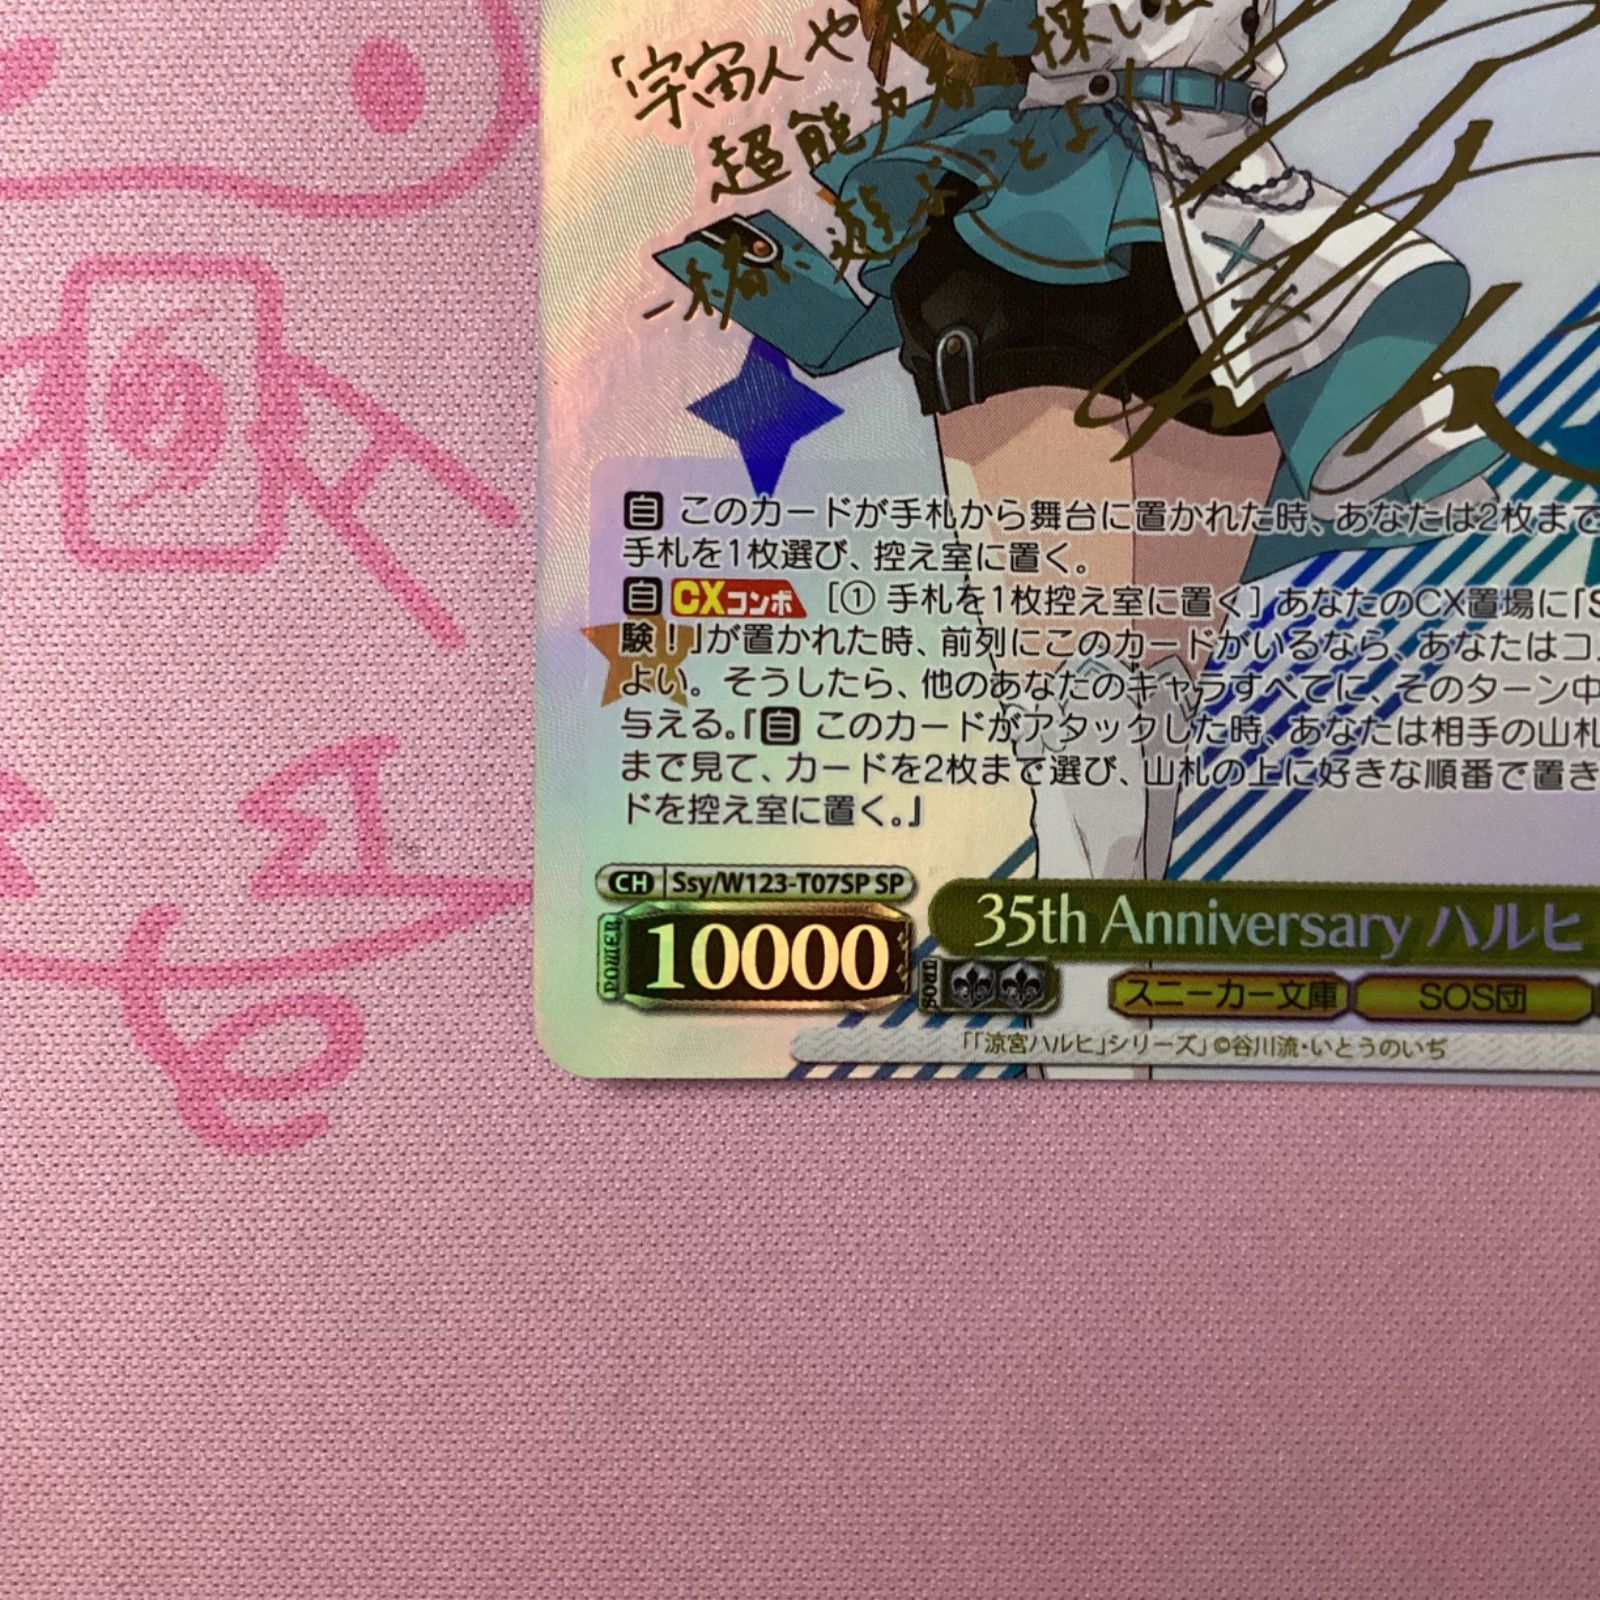 「宇宙人や
超能力者を探して
一緒に遊ぶことよ!」
自 このカードが手札から舞台に置かれた時、あなたは2枚まで
手札を1枚選び、控え室に置く。
自 CXコンボ [① 手札を1枚控え室に置く] あなたのCX置場に「S
験!」が置かれた時、前列にこのカードがいるなら、あなたはコ
よい。そうしたら、他のあなたのキャラすべてに、そのターン中
与える。『自 このカードがアタックした時、あなたは相手の山札
まで見て、カードを2枚まで選び、山札の上に好きな順番で置き
ドを控え室に置く。』
CH Ssy/W123-T07SP SP
POWER 10000
35th Anniversary ハルヒ
スニーカー文庫 SOS団
「「涼宮ハルヒ」シリーズ」©谷川流・いとうのいぢ